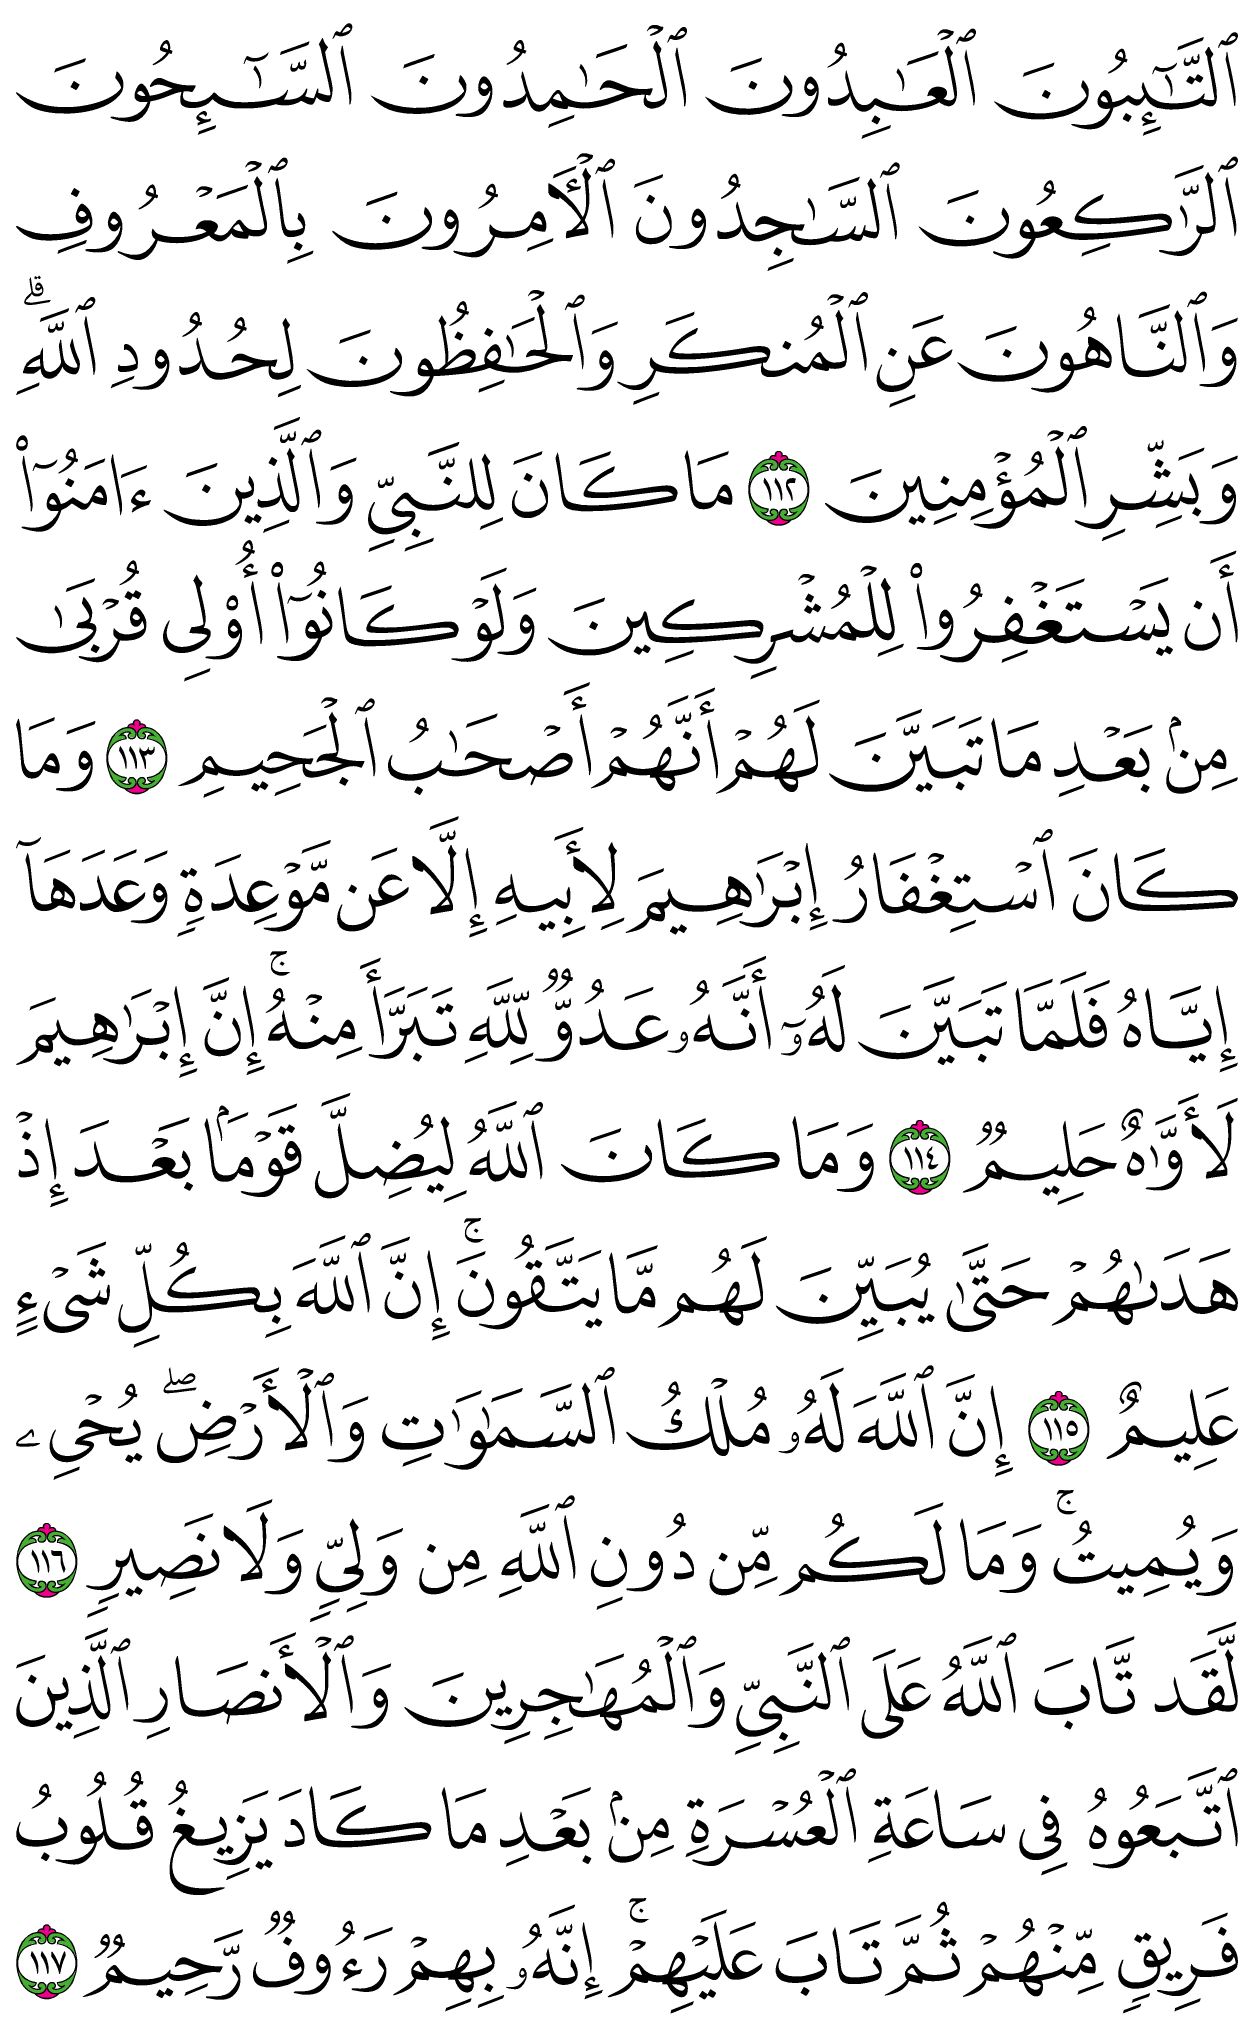 ٱلتَّٰٓئِبُونَ ٱلْعَٰبِدُونَ ٱلْحَٰمِدُونَ ٱلسَّٰٓئِحُونَ
ٱلرَّٰكِعُونَ ٱلسَّٰجِدُونَ ٱلْـَٔامِرُونَ بِٱلْمَعْرُوفِ
وَٱلنَّاهُونَ عَنِ ٱلْمُنكَرِ وَٱلْحَٰفِظُونَ لِحُدُودِ ٱللَّهِۗ
وَبَشِّرِ ٱلْمُؤْمِنِينَ ١١٢ مَا كَانَ لِلنَّبِيِّ وَٱلَّذِينَ ءَامَنُوٓا۟
أَن يَسْتَغْفِرُوا۟ لِلْمُشْرِكِينَ وَلَوْ كَانُوٓا۟ أُو۟لِى قُرْبَىٰ
مِنۢ بَعْدِ مَا تَبَيَّنَ لَهُمْ أَنَّهُمْ أَصْحَٰبُ ٱلْجَحِيمِ ١١٣ وَمَا
كَانَ ٱسْتِغْفَارُ إِبْرَٰهِيمَ لِأَبِيهِ إِلَّا عَن مَّوْعِدَةٍ وَعَدَهَآ
إِيَّاهُ فَلَمَّا تَبَيَّنَ لَهُۥٓ أَنَّهُۥ عَدُوٌّ لِّلَّهِ تَبَرَّأَ مِنْهُۚ إِنَّ إِبْرَٰهِيمَ
لَأَوَّٰهٌ حَلِيمٌ ١١٤ وَمَا كَانَ ٱللَّهُ لِيُضِلَّ قَوْمًۢا بَعْدَ إِذْ
هَدَىٰهُمْ حَتَّىٰ يُبَيِّنَ لَهُم مَّا يَتَّقُونَۚ إِنَّ ٱللَّهَ بِكُلِّ شَىْءٍ
عَلِيمٌ ١١٥ إِنَّ ٱللَّهَ لَهُۥ مُلْكُ ٱلسَّمَٰوَٰتِ وَٱلْأَرْضِۖ يُحْىِۦ
وَيُمِيتُۚ وَمَا لَكُم مِّن دُونِ ٱللَّهِ مِن وَلِىٍّ وَلَا نَصِيرٍ ١١٦
لَّقَد تَّابَ ٱللَّهُ عَلَى ٱلنَّبِيِّ وَٱلْمُهَٰجِرِينَ وَٱلْأَنصَارِ ٱلَّذِينَ
ٱتَّبَعُوهُ فِى سَاعَةِ ٱلْعُسْرَةِ مِنۢ بَعْدِ مَا كَادَ يَزِيغُ قُلُوبُ
فَرِيقٍ مِّنْهُمْ ثُمَّ تَابَ عَلَيْهِمْۚ إِنَّهُۥ بِهِمْ رَءُوفٌ رَّحِيمٌ ١١٧